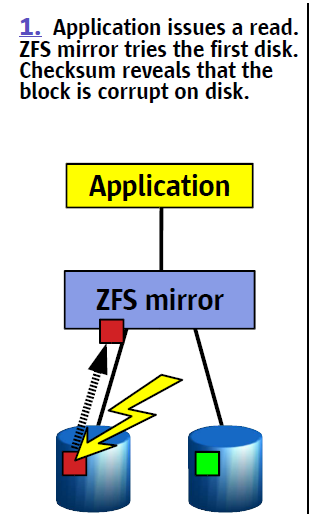 1. Application issues a read.
ZFS mirror tries the first disk.
Checksum reveals that the
block is corrupt on disk.
Application
ZFS mirror